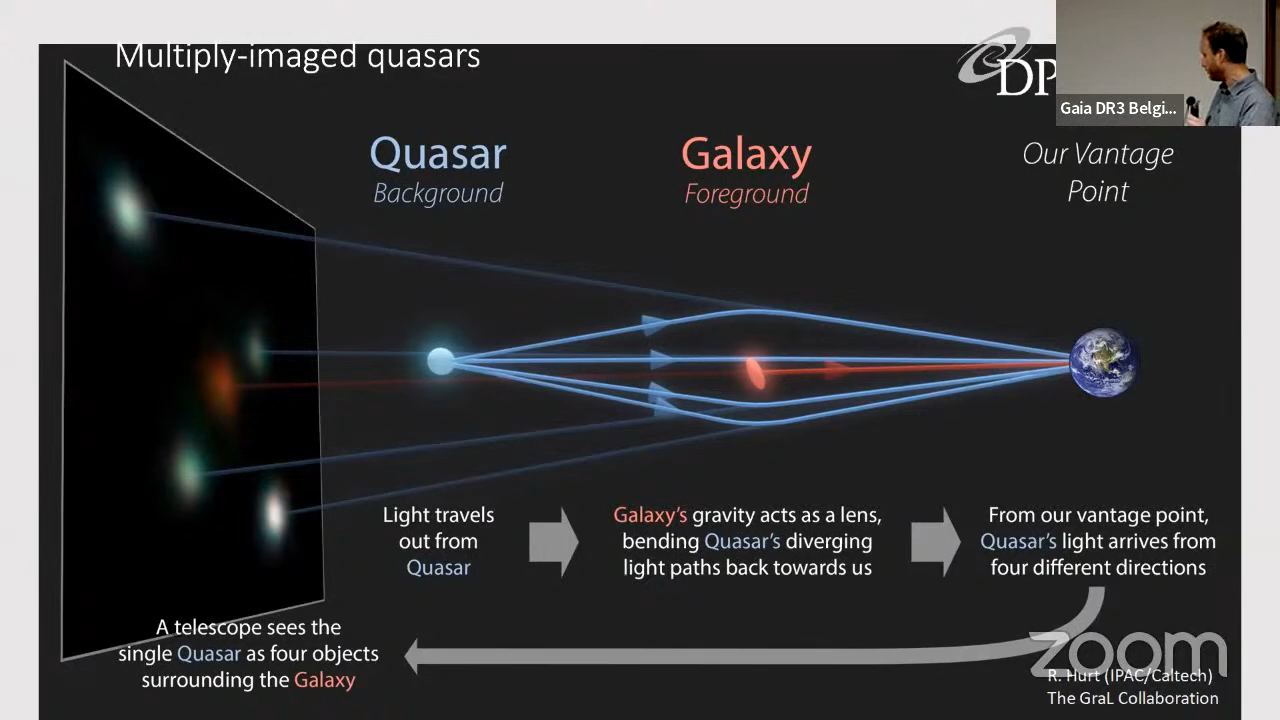 Multiply-imaged quasars
DP
Gaia DR3 Belgi...
Quasar
Background
Galaxy
Foreground
Our Vantage
Point
Light travels
out from
Quasar
Galaxy's gravity acts as a lens,
bending Quasar's diverging
light paths back towards us
From our vantage point,
Quasar's light arrives from
four different directions
A telescope sees the
single Quasar as four objects
surrounding the Galaxy
zoom
R. Hurt (IPAC/Caltech)
The GraL Collaboration